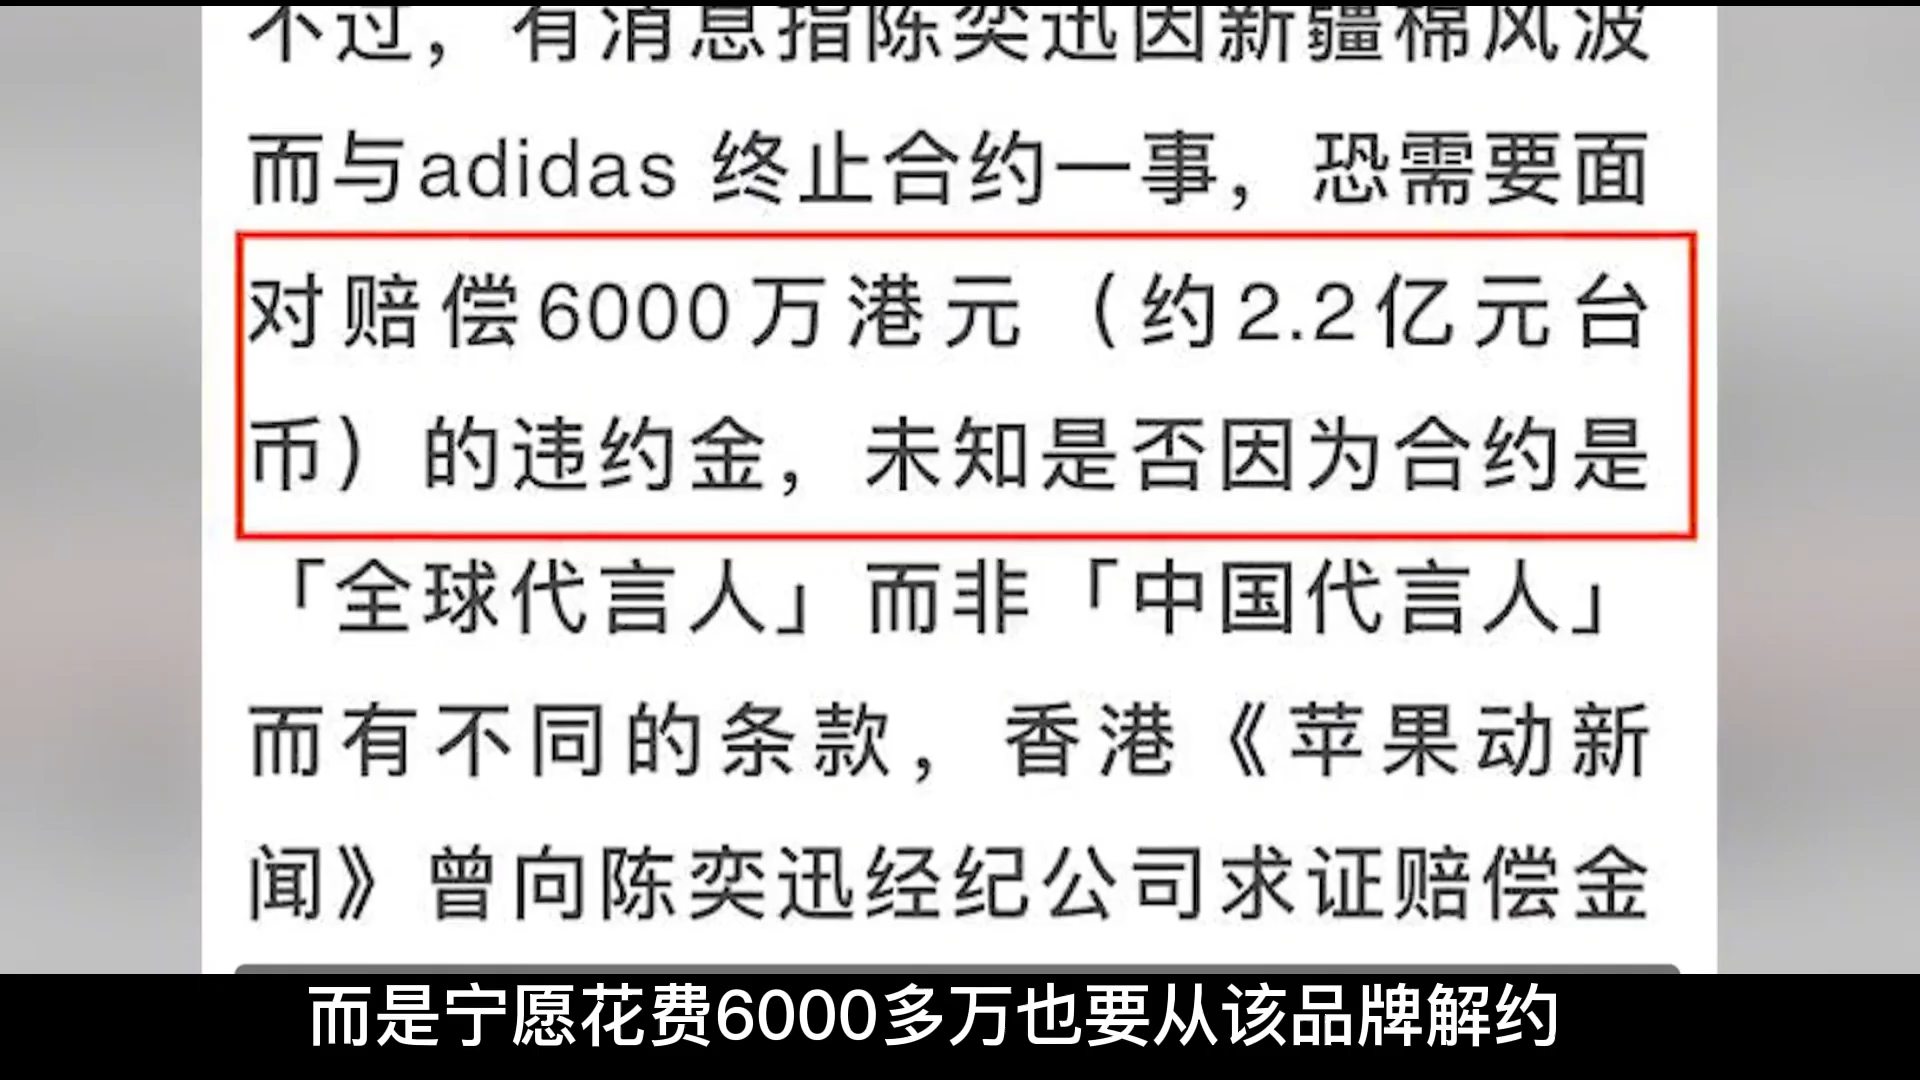 不过，有消息指陈奕迅因新疆棉风波
而与adidas 终止合约一事，恐需要面
对赔偿6000万港元（约2.2亿元台
币）的违约金，未知是否因为合约是
「全球代言人」而非「中国代言人」
而有不同的条款，香港《苹果动新
闻》曾向陈奕迅经纪公司求证赔偿金
而是宁愿花费6000多万也要从该品牌解约